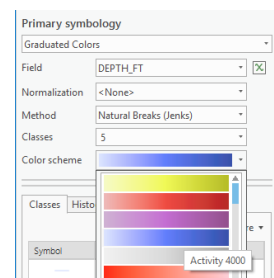 Primary symbology
Graduated Colors
Field DEPTH_FT
Normalization <None>
Method Natural Breaks (Jenks)
Classes 5
Color scheme
Classes Histo
re
Symbol
Activity 4000